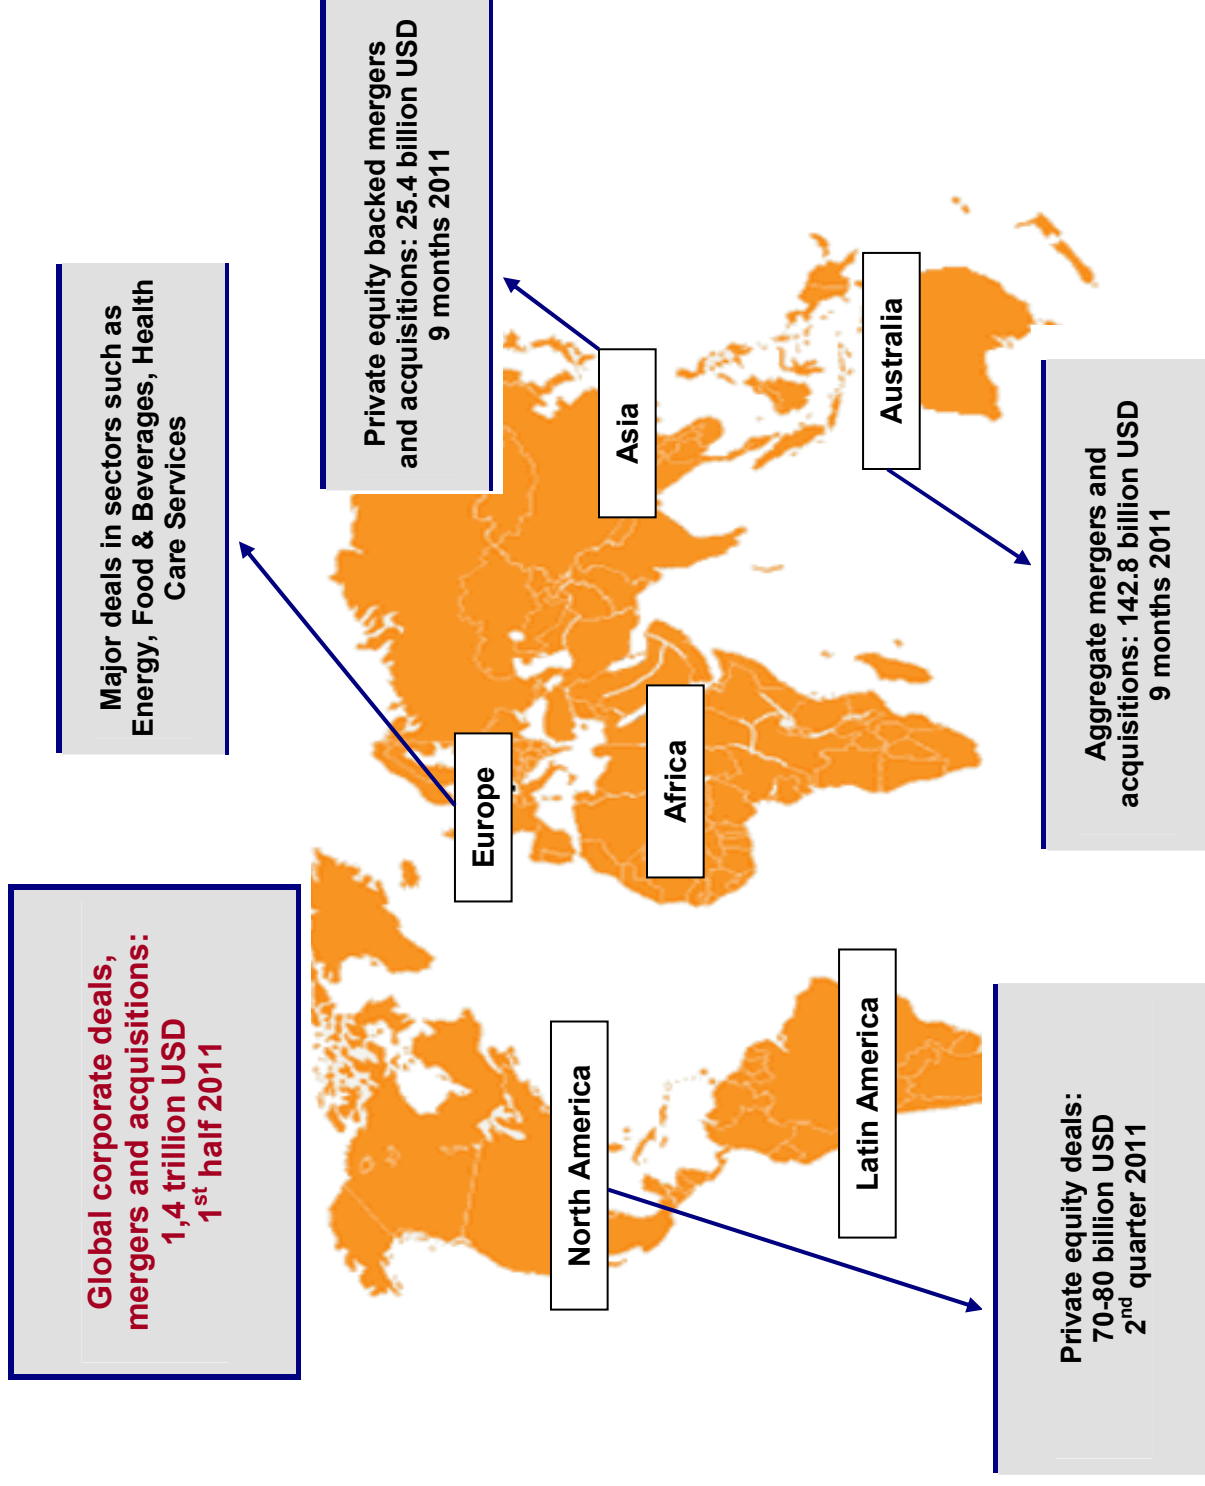 Global corporate deals,
mergers and acquisitions:
1,4 trillion USD
1st half 2011
Major deals in sectors such as
Energy, Food & Beverages, Health
Care Services
Private equity backed mergers
and acquisitions: 25.4 billion USD
9 months 2011
Europe
Asia
North America
Africa
Latin America
Australia
Private equity deals:
70-80 billion USD
2nd quarter 2011
Aggregate mergers and
acquisitions: 142.8 billion USD
9 months 2011